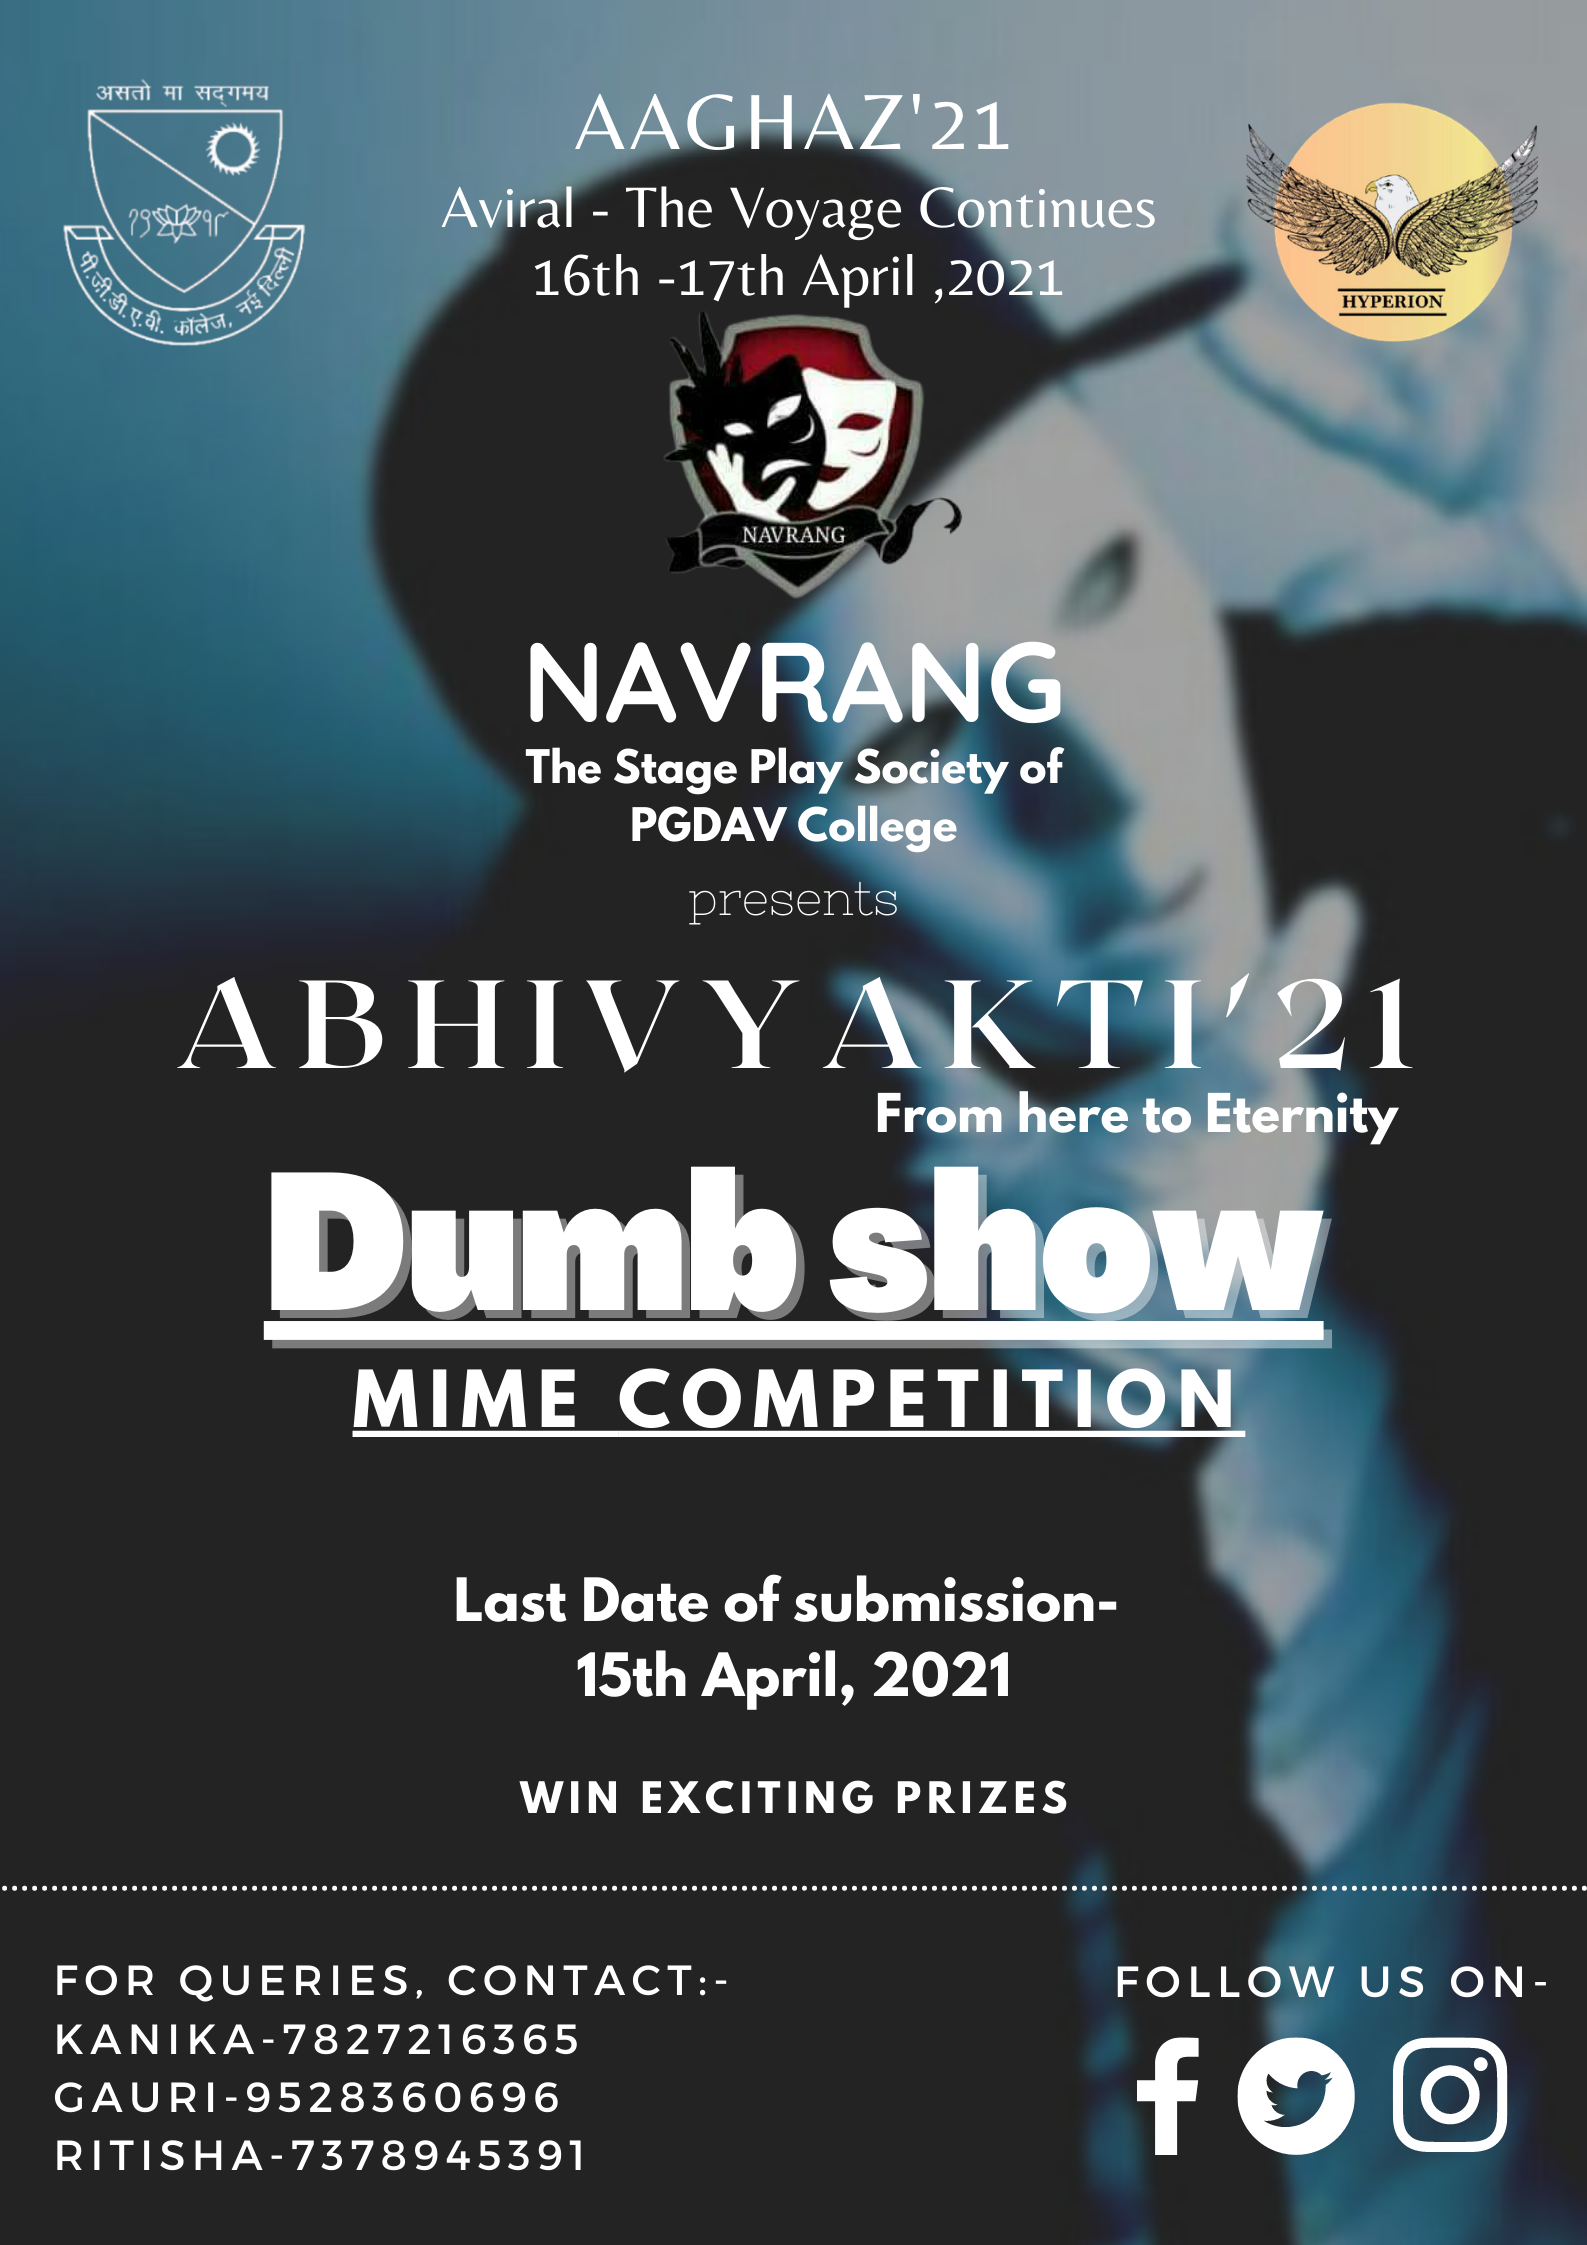 असतो मा सद्गमय
पी.जी.डी.ए.वी. कॉलेज, नई दिल्ली
AAGHAZ'21
Aviral - The Voyage Continues
16th -17th April ,2021
HYPERION
NAVRANG
NAVRANG
The Stage Play Society of
PGDAV College
presents
ABHIVYAKTI'21
From here to Eternity
Dumb show
MIME COMPETITION
Last Date of submission-
15th April, 2021
WIN EXCITING PRIZES
FOR QUERIES, CONTACT:-
KANIKA-7827216365
GAURI-9528360696
RITISHA-7378945391
FOLLOW US ON-